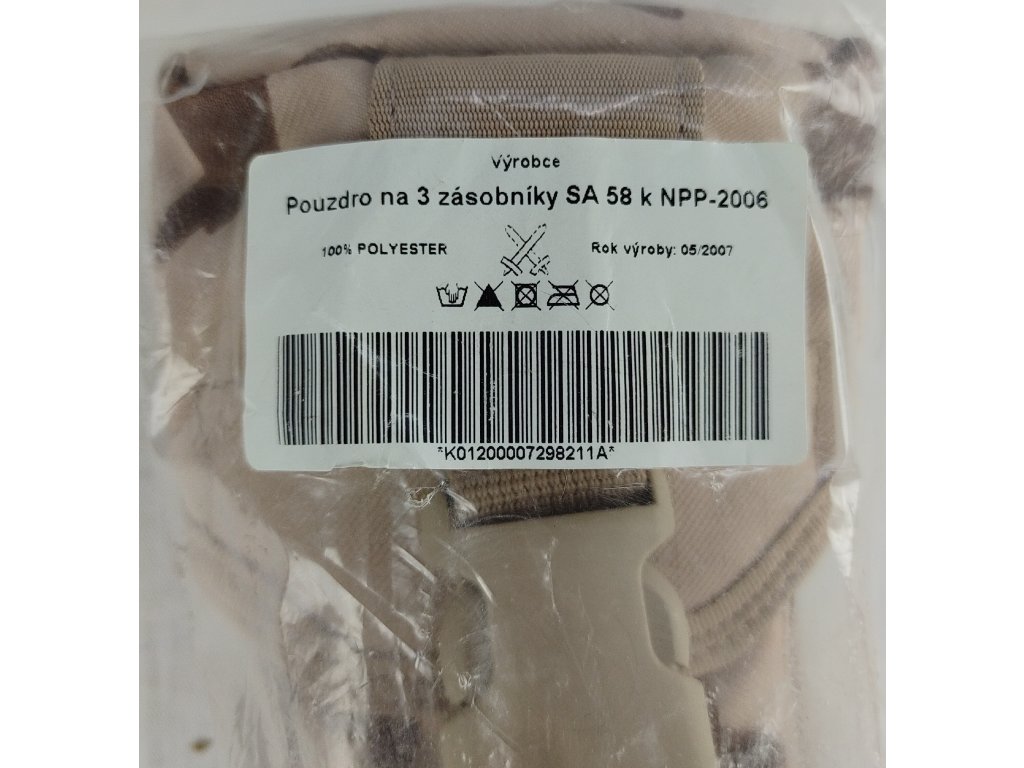 Výrobce
Pouzdro na 3 zásobníky SA 58 k NPP-2006
100% POLYESTER
Rok výroby: 05/2007
*K01200007298211A*